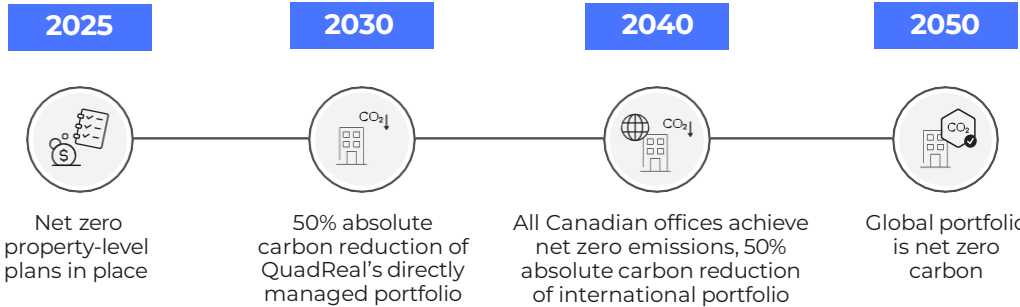 2025
2030
2040
2050
CO₂
CO₂
CO₂
$
Net zero
property-level
plans in place
50% absolute
carbon reduction of
QuadReal's directly
managed portfolio
All Canadian offices achieve
net zero emissions, 50%
absolute carbon reduction
of international portfolio
Global portfolio
is net zero
carbon